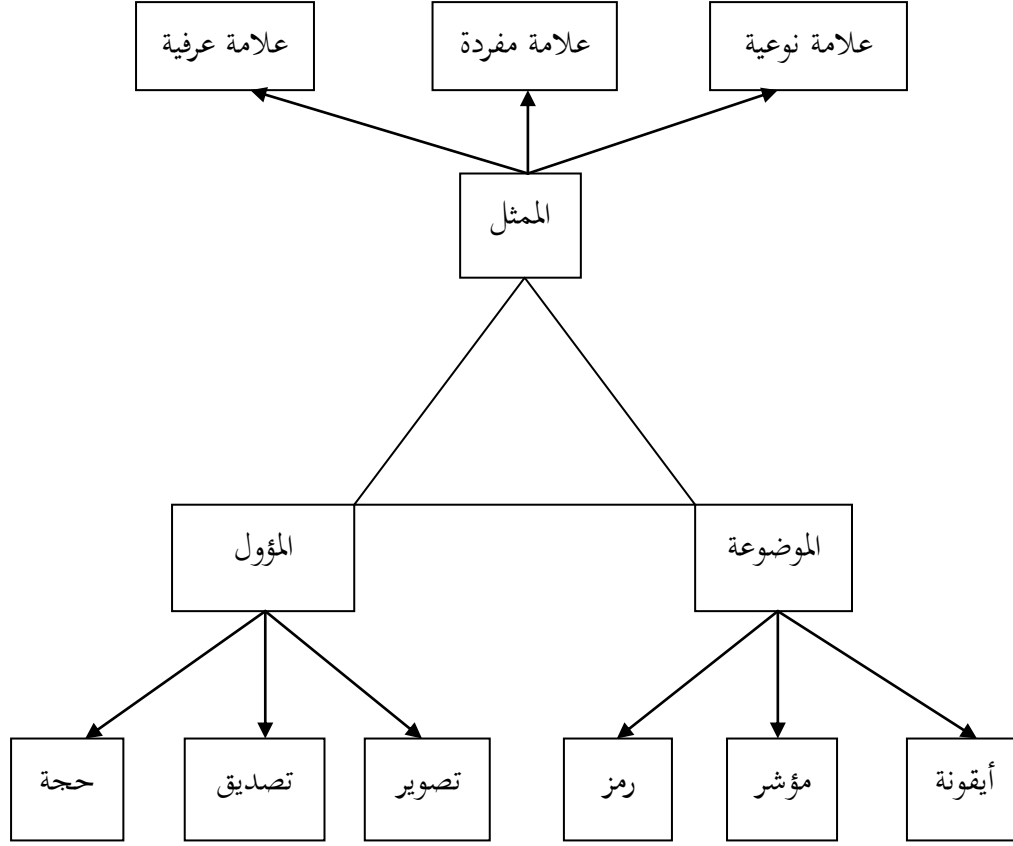 علامة نوعية
علامة مفردة
علامة عرفية
الممثل
الموضوعة
المؤول
أيقونة
مؤشر
رمز
تصوير
تصديق
حجة